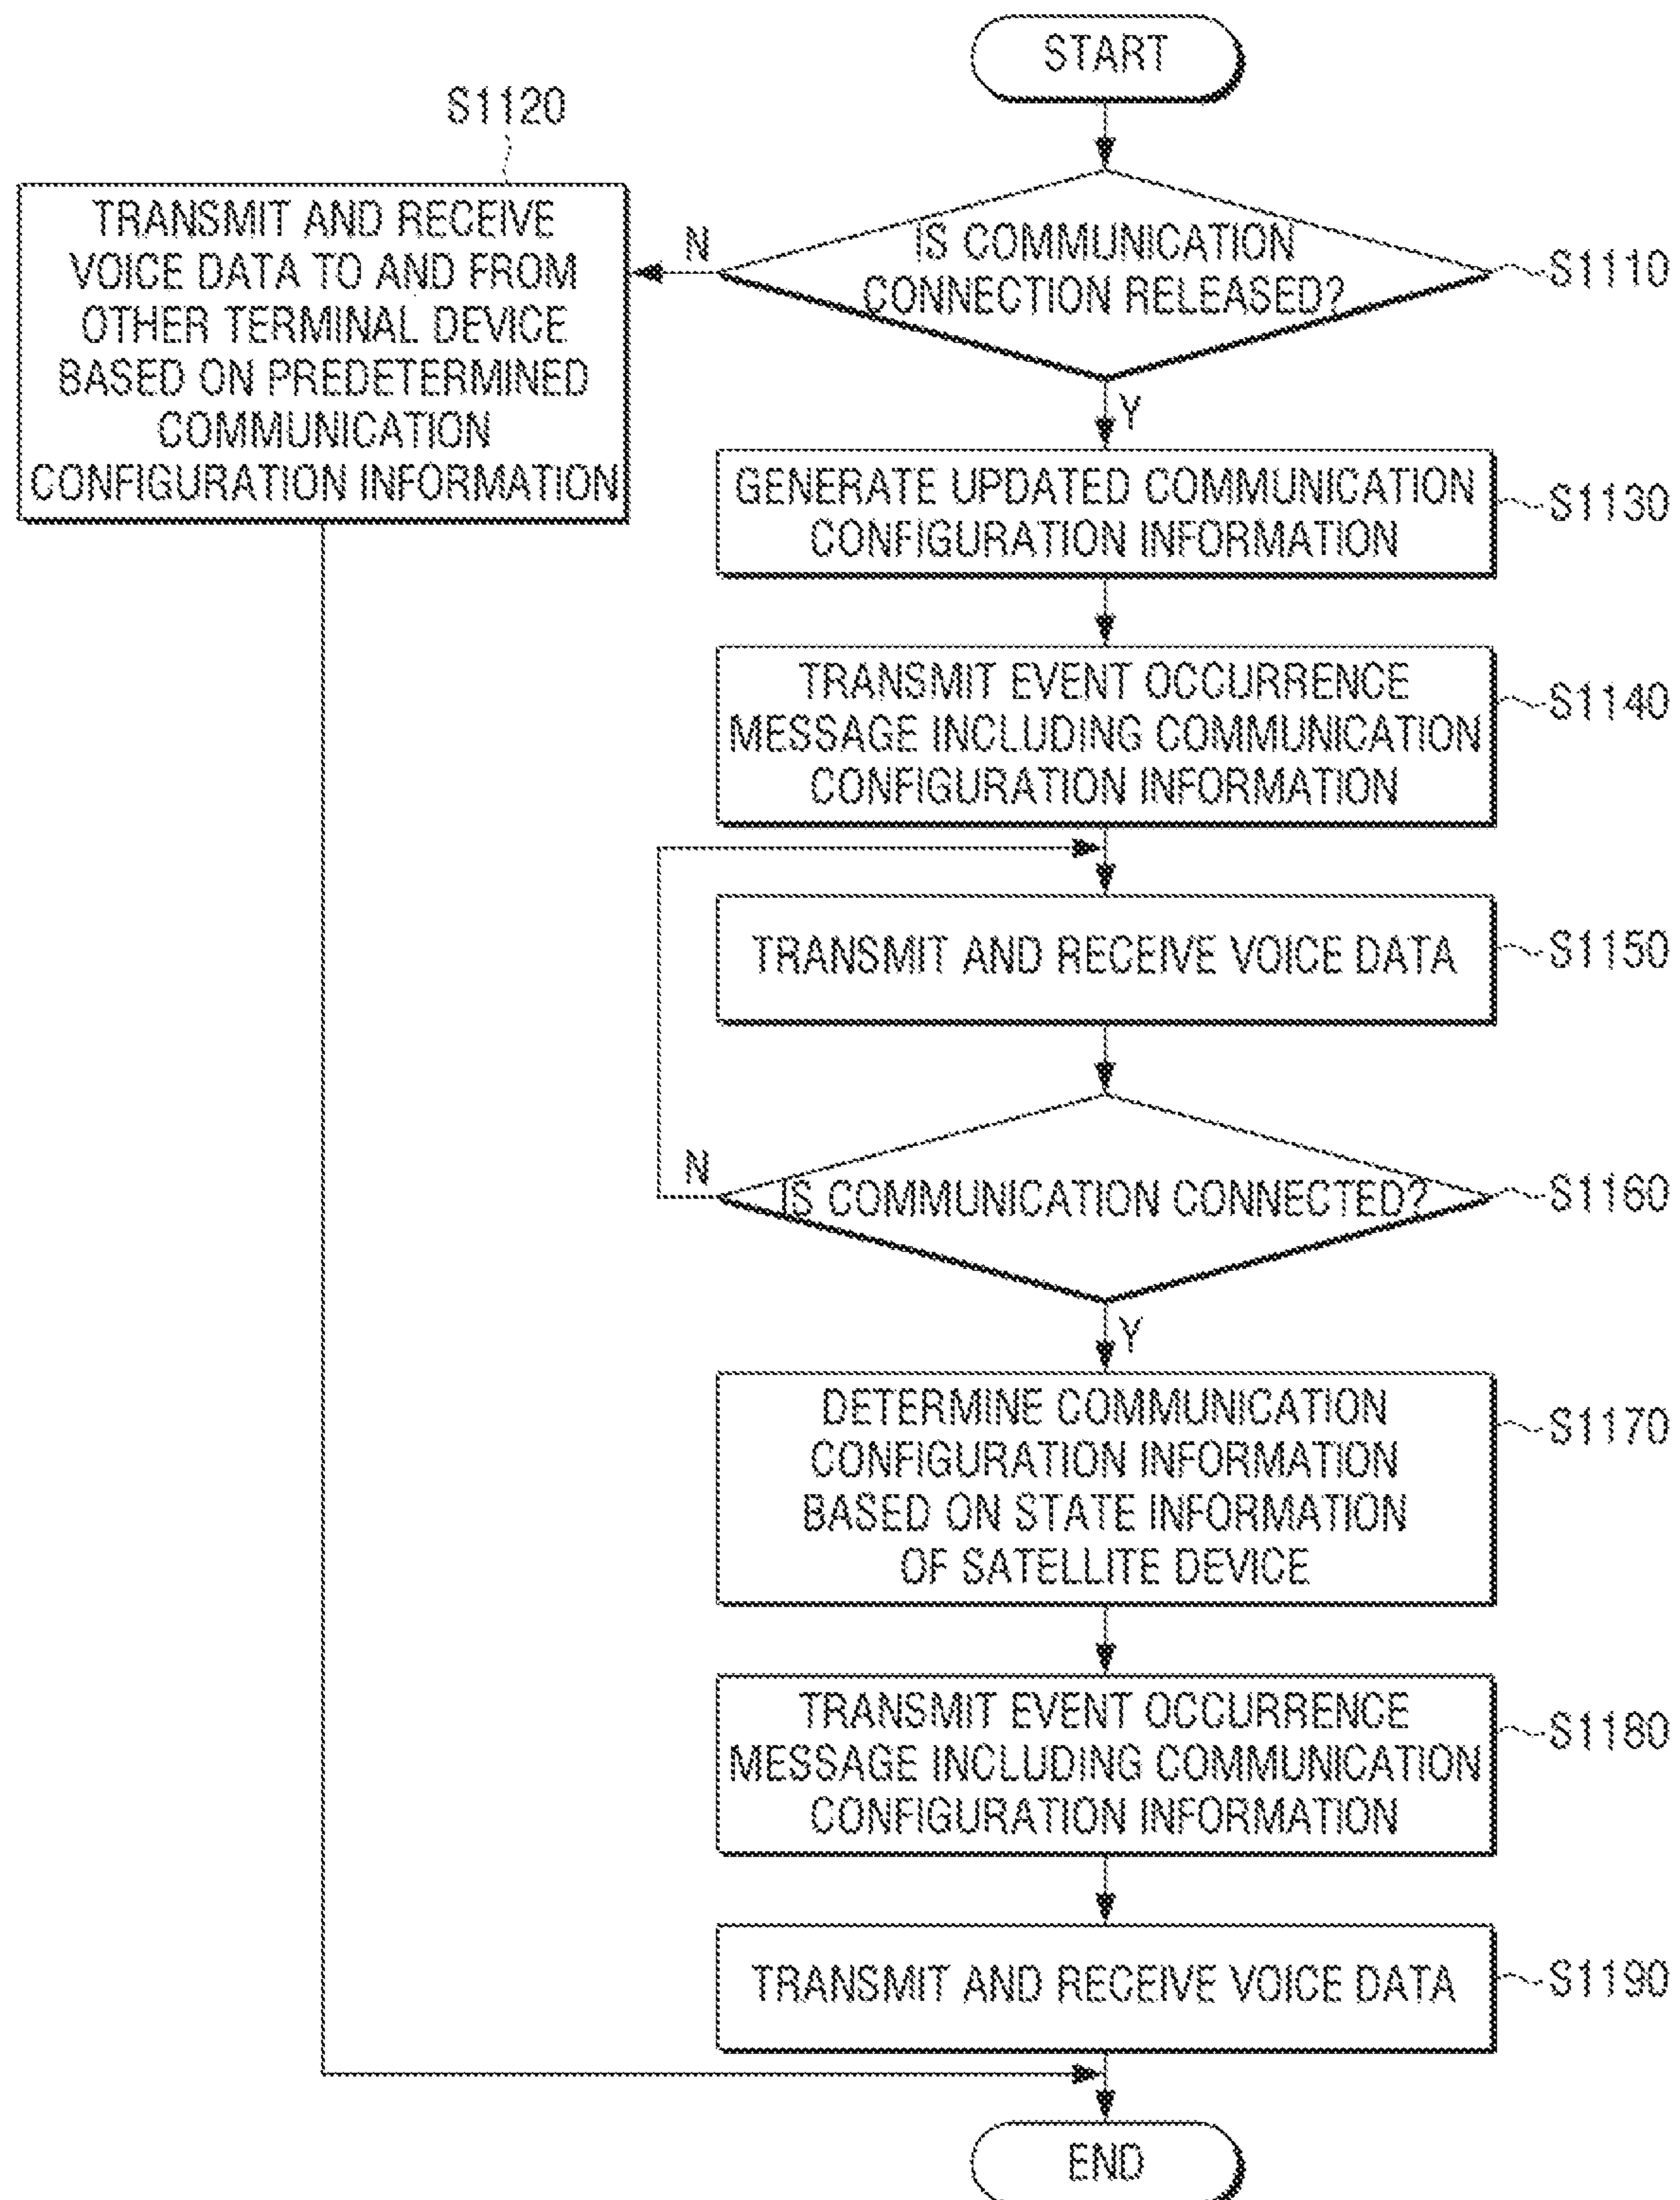 START
S1120
TRANSMIT AND RECEIVE
VOICE DATA TO AND FROM
OTHER TERMINAL DEVICE
BASED ON PREDETERMINED
COMMUNICATION
CONFIGURATION INFORMATION
N
IS COMMUNICATION
CONNECTION RELEASED?
S1110
Y
GENERATE UPDATED COMMUNICATION
CONFIGURATION INFORMATION
S1130
TRANSMIT EVENT OCCURRENCE
MESSAGE INCLUDING COMMUNICATION
CONFIGURATION INFORMATION
S1140
TRANSMIT AND RECEIVE VOICE DATA
S1150
N
IS COMMUNICATION CONNECTED?
S1160
Y
DETERMINE COMMUNICATION
CONFIGURATION INFORMATION
BASED ON STATE INFORMATION
OF SATELLITE DEVICE
S1170
TRANSMIT EVENT OCCURRENCE
MESSAGE INCLUDING COMMUNICATION
CONFIGURATION INFORMATION
S1180
TRANSMIT AND RECEIVE VOICE DATA
S1190
END